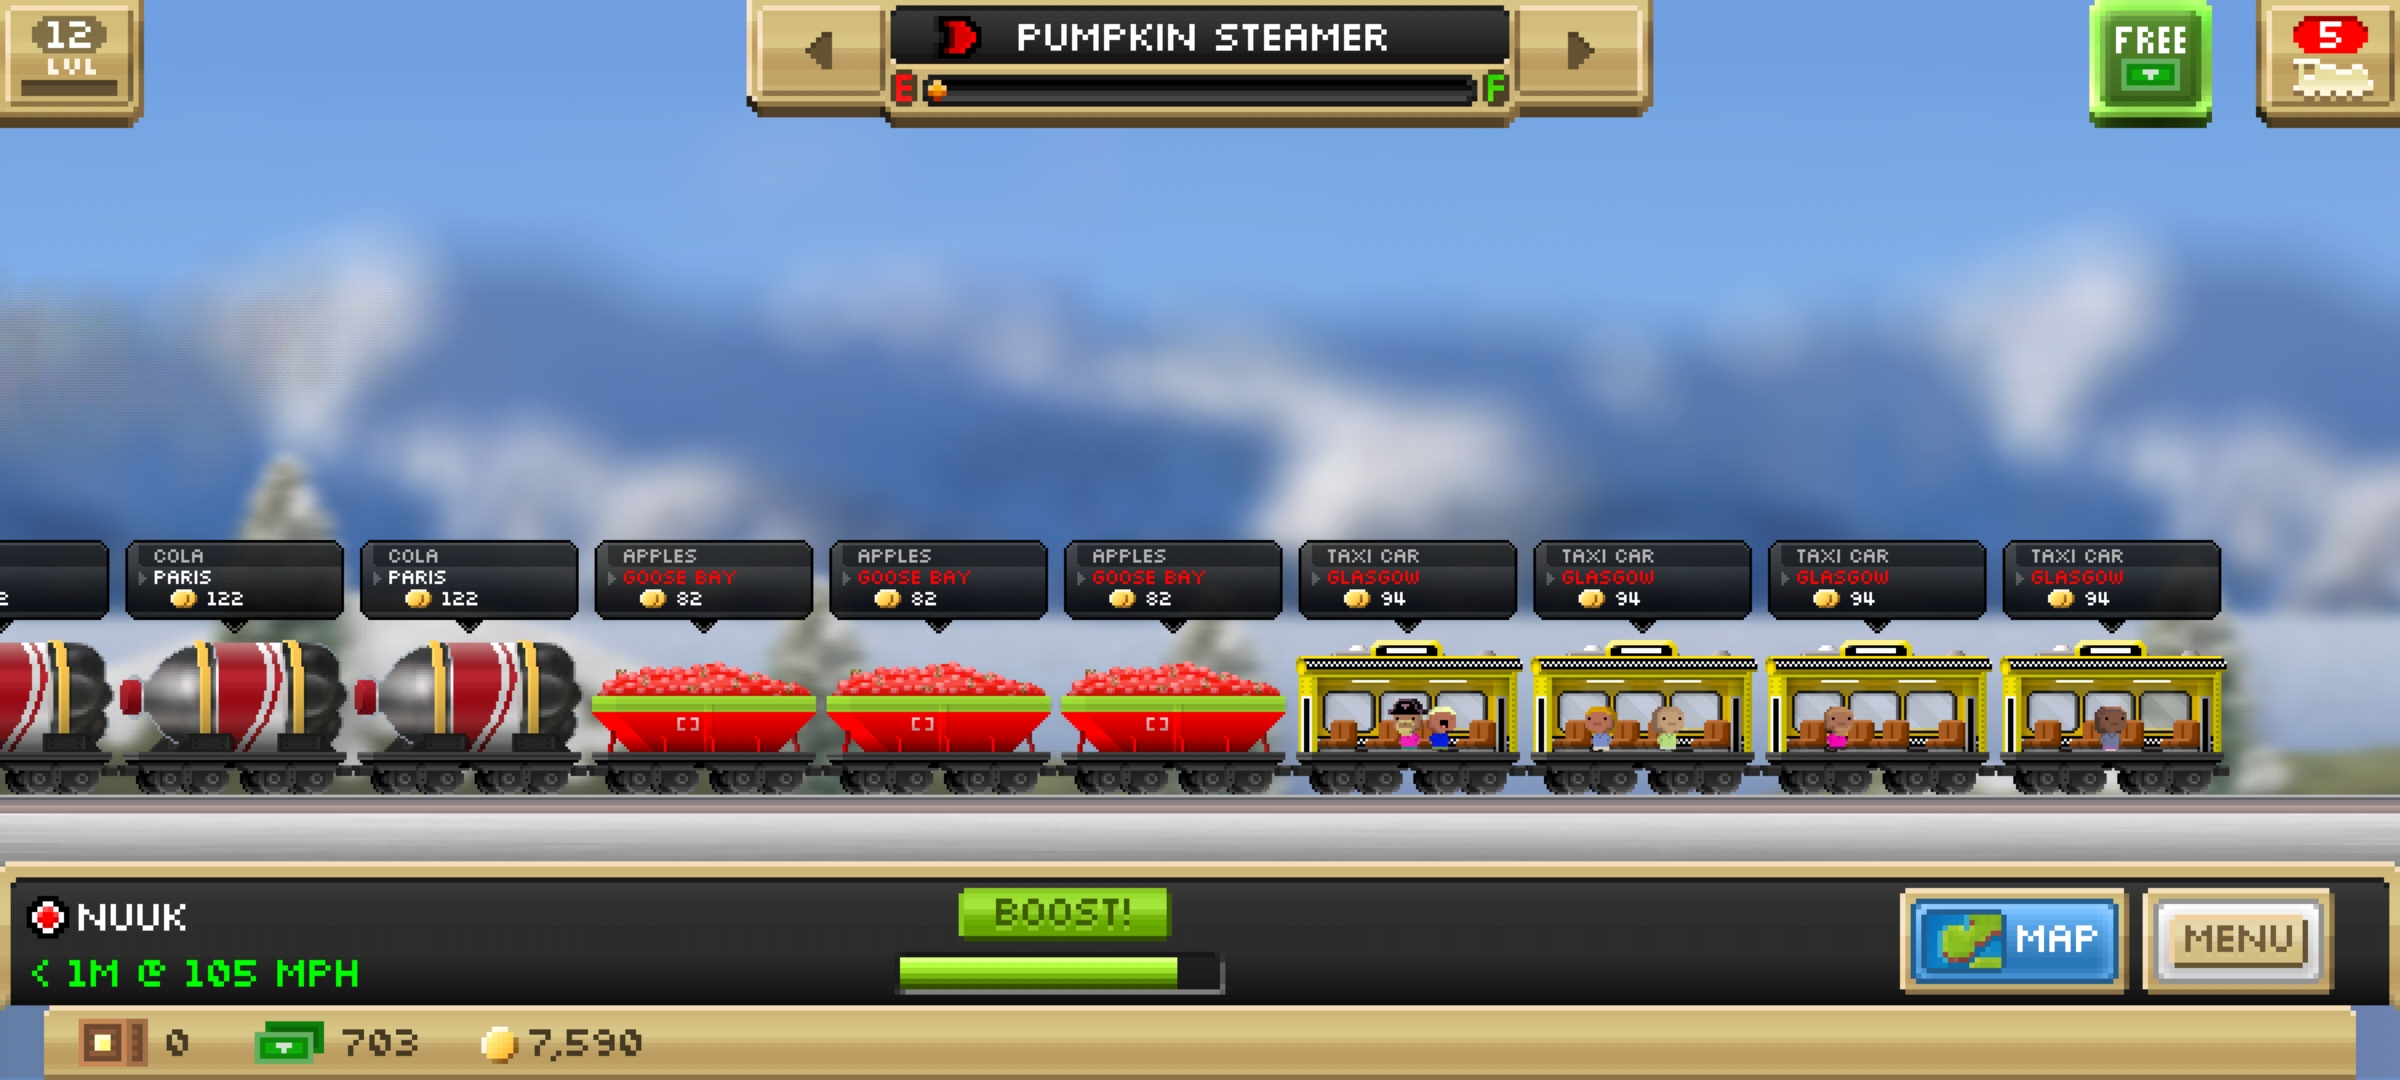 12
LVL
PUMPKIN STEAMER
E F
FREE
5
2
COLA
PARIS
122
COLA
PARIS
122
APPLES
GOOSE BAY
82
APPLES
GOOSE BAY
82
APPLES
GOOSE BAY
82
TAXI CAR
GLASGOW
94
TAXI CAR
GLASGOW
94
TAXI CAR
GLASGOW
94
TAXI CAR
GLASGOW
94
NUUK
< 1M @ 105 MPH
BOOST!
MAP
MENU
0
703
7,590